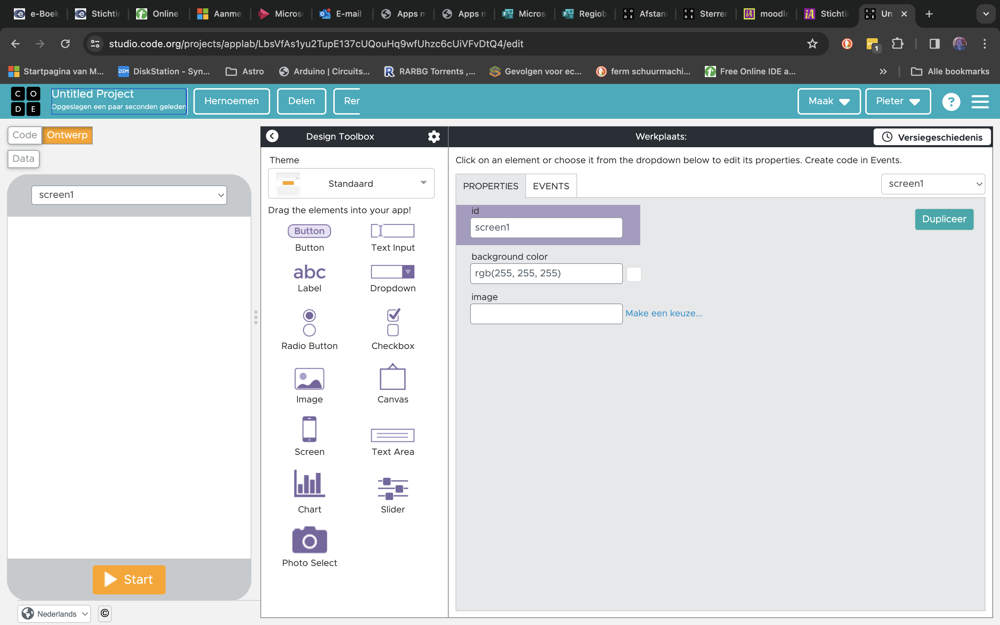 e-Boek Stichtin Online Aanme Micros E-mail Apps m Apps m Micros Regiob Afstan Sterren moodle Stichti Un
studio.code.org/projects/applab/LbsVfAs1yu2TupE137cUQouHq9wfUhzc6cUiVFvDtQ4/edit
1
Startpagina van M... DSM DiskStation - Syn... Astro Arduino | Circuits... RARBG Torrents ,... Gevolgen voor ec... ferm schuurmachi... Free Online IDE a... » Alle bookmarks
C O D E
Untitled Project
Opgeslagen een paar seconden geleden
Hernoemen Delen Rer Maak Pieter ?
Code Ontwerp
Data
screen1
Start
Nederlands ©
Design Toolbox
Theme
Standaard
Drag the elements into your app!
Button
Button Text Input
abc
Label Dropdown
Radio Button Checkbox
Image Canvas
Screen Text Area
Chart Slider
Photo Select
Werkplaats: Versiegeschiedenis
Click on an element or choose it from the dropdown below to edit its properties. Create code in Events.
PROPERTIES EVENTS screen1
id
screen1
Dupliceer
background color
rgb(255, 255, 255)
image
Make een keuze...